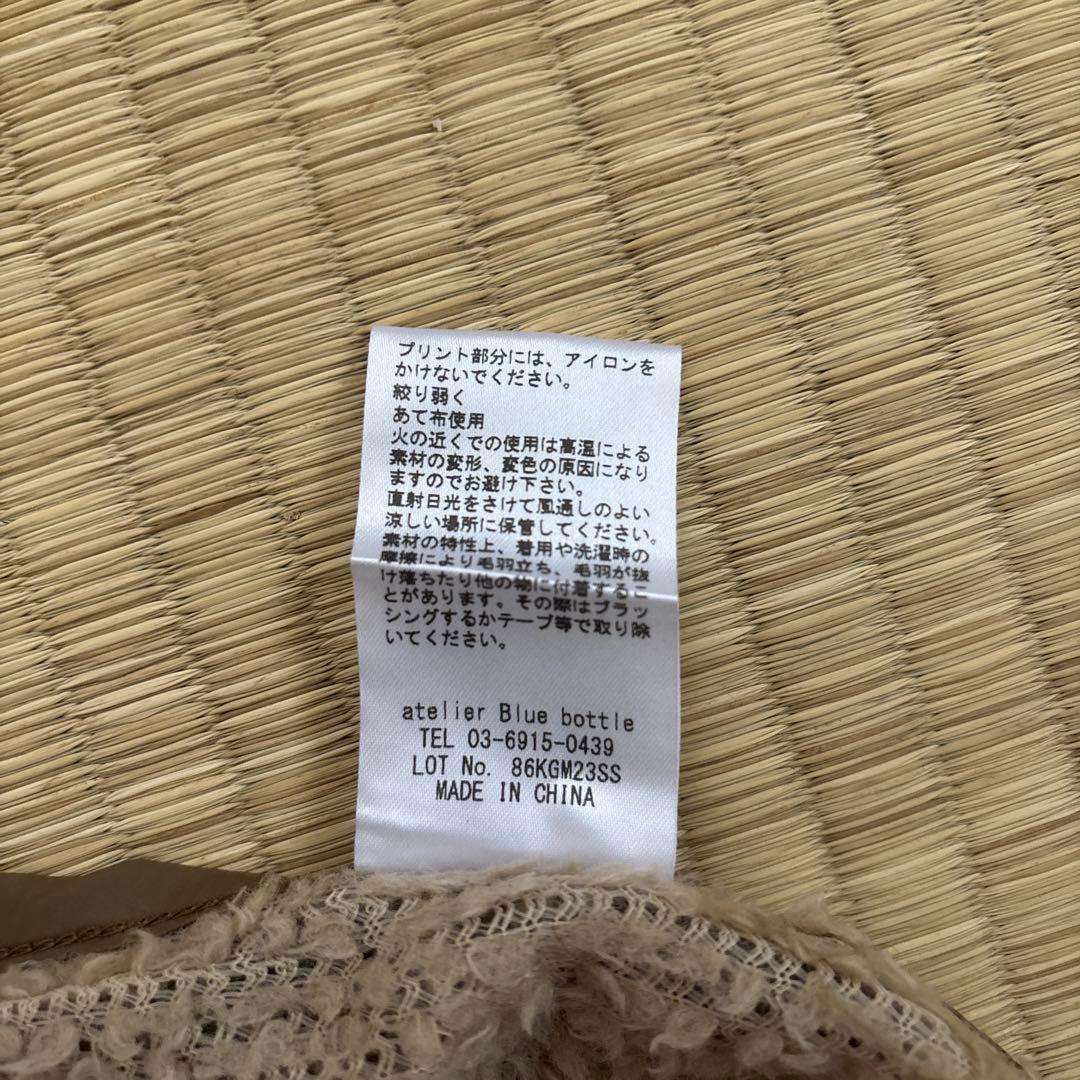 プリント部分には、アイロンを
かけないでください。
絞り弱く
あて布使用
火の近くでの使用は高温による
素材の変形、変色の原因になり
ますのでお避け下さい。
直射日光をさけて風通しのよい
涼しい場所に保管してください。
素材の特性上、着用や洗濯時の
摩擦により毛羽立ち、毛羽が抜
け落ちたり他の物に付着するこ
とがあります。その際はブラッ
シングするかテープ等で取り除
いてください。
atelier Blue bottle
TEL 03-6915-0439
LOT No. 86KGM23SS
MADE IN CHINA